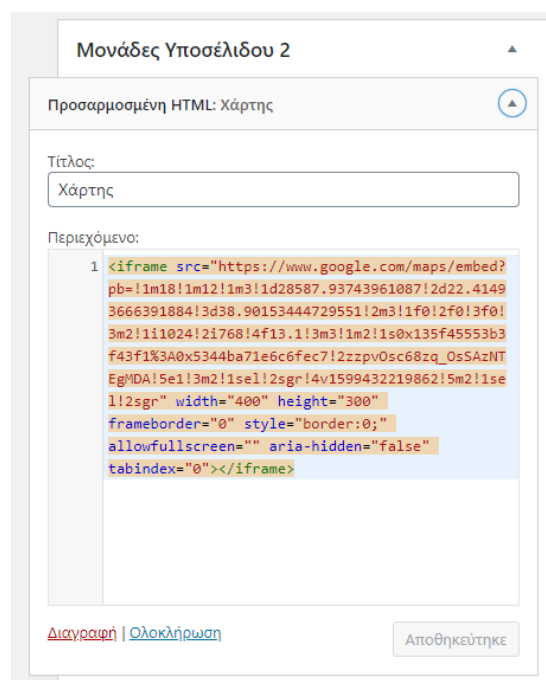 Μονάδες Υποσέλιδου 2
Προσαρμοσμένη HTML: Χάρτης
Τίτλος:
Χάρτης
Περιεχόμενο:
1 <iframe src="https://www.google.com/maps/embed?
pb=!1m18!1m12!1m3!1d28587.93743961087!2d22.4149
3666391884!3d38.90153444729551!2m3!1f0!2f0!3f0!
3m2!1i1024!2i768!4f13.1!3m3!1m2!1s0x135f45553b3
f43f1%3A0x5344ba71e6c6fec7!2zzpvOsc68zq_OsSAzNT
EgMDA!5e1!3m2!1sel!2sgr!4v1599432219862!5m2!1se
l!2sgr" width="400" height="300"
frameborder="0" style="border:0;"
allowfullscreen="" aria-hidden="false"
tabindex="0"></iframe>
Διαγραφή | Ολοκλήρωση
Αποθηκεύτηκε